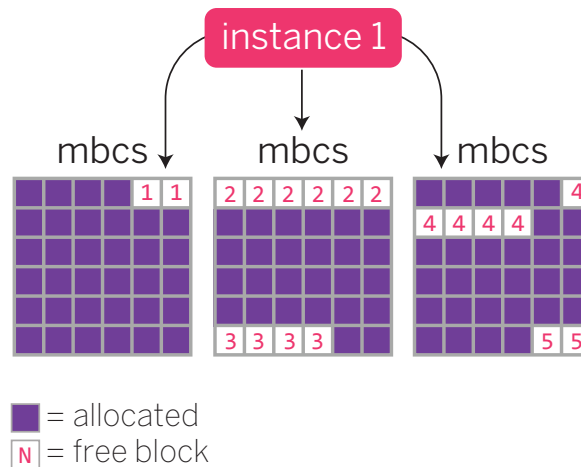 instance 1
mbcs mbcs mbcs
1 1 2 2 2 2 2 2 4
4 4 4 4
3 3 3 3 5 5
= allocated
N = free block